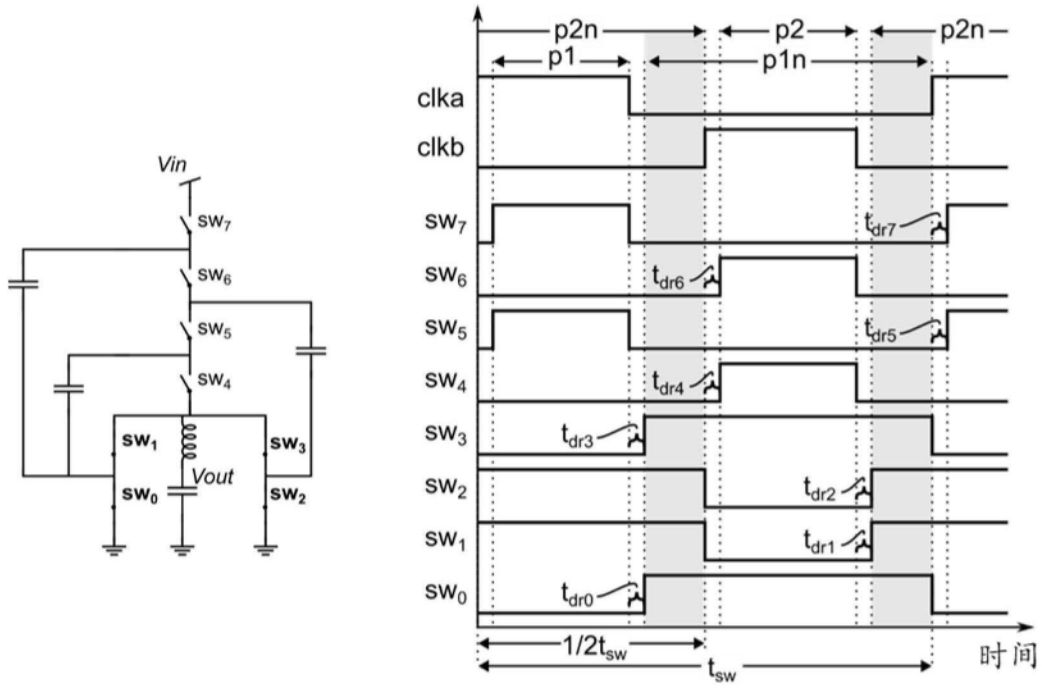 Vin
sw7
sw6
sw5
sw4
sw1
sw3
Vout
sw0
sw2
p2n
p2
p2n
p1
p1n
clka
clkb
sw7
tdr7
sw6
tdr6
sw5
tdr5
sw4
tdr4
sw3
tdr3
sw2
tdr2
sw1
tdr1
sw0
tdr0
1/2tsw
tsw
时间